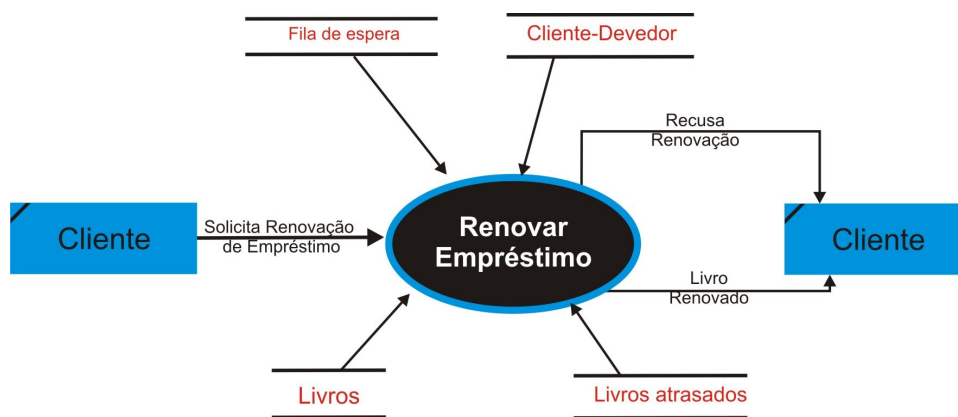 Fila de espera
Cliente-Devedor
Recusa
Renovação
Cliente
Solicita Renovação
de Empréstimo
Renovar
Empréstimo
Cliente
Livro
Renovado
Livros
Livros atrasados